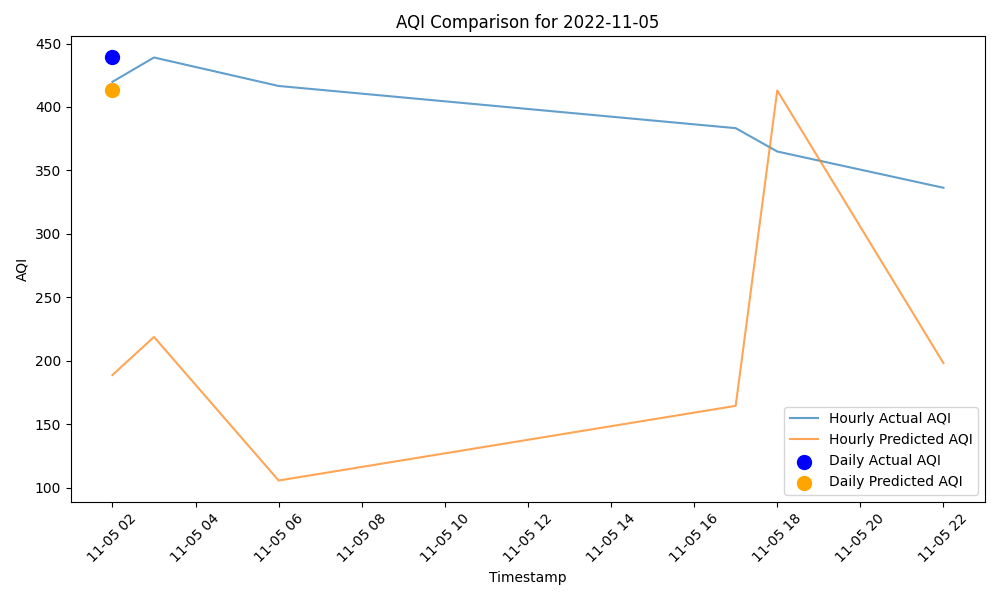 AQI Comparison for 2022-11-05
AQI
450
400
350
300
250
200
150
100
Hourly Actual AQI
Hourly Predicted AQI
Daily Actual AQI
Daily Predicted AQI
11-05 02
11-05 04
11-05 06
11-05 08
11-05 10
11-05 12
11-05 14
11-05 16
11-05 18
11-05 20
11-05 22
Timestamp